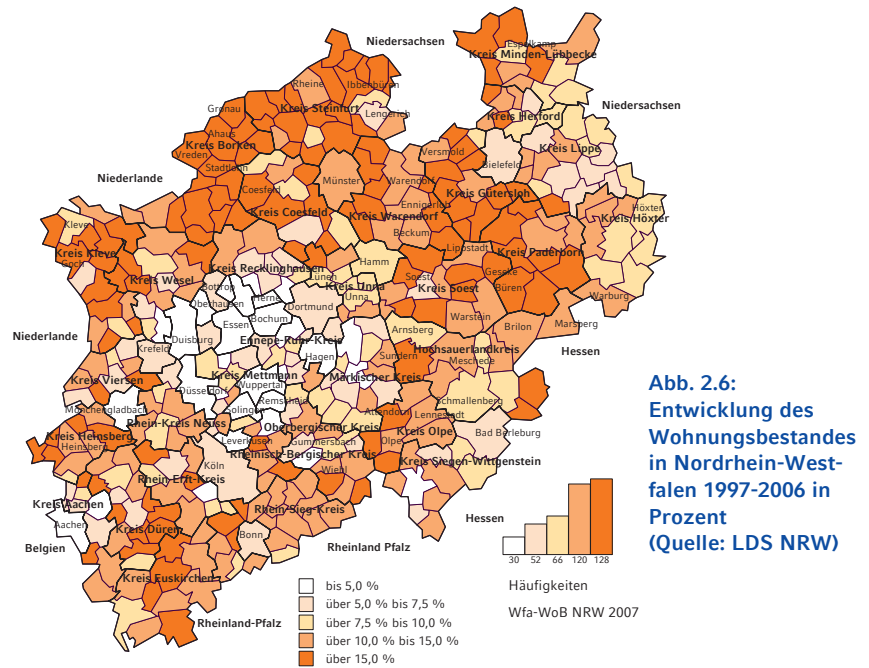 Niedersachsen
Espelkamp
Kreis Minden-Lübbecke
Rheine
Ibbenbüren
Gronau
Kreis Steinfurt
Lengerich
Niedersachsen
Kreis Herford
Ahaus
Kreis Borken
Vreden
Versmold
Kreis Lippe
Stadtlohn
Bielefeld
Niederlande
Coesfeld
Münster
Warendorf
Kreis Gütersloh
Ennigerloh
Höxter
Kreis Coesfeld
Kreis Warendorf
Kreis Höxter
Kleve
Beckum
Kreis Kleve
Lippstadt
Kreis Paderborn
Goch
Hamm
Kreis Recklinghausen
Geseke
Kreis Wesel
Lünen
Soest
Bottrop
Kreis Unna
Kreis Soest
Büren
Oberhausen
Herne
Unna
Warburg
Dortmund
Bochum
Warstein
Marsberg
Essen
Arnsberg
Brilon
Niederlande
Duisburg
Ennepe-Ruhr-Kreis
Krefeld
Hagen
Sundern
Hochsauerlandkreis
Hessen
Meschede
Kreis Mettmann
Märkischer Kreis
Kreis Viersen
Wuppertal
Düsseldorf
Remscheid
Schmallenberg
Mönchengladbach
Solingen
Attendorn
Lennestadt
Rhein-Kreis Neuss
Oberbergischer Kreis
Kreis Olpe
Kreis Heinsberg
Leverkusen
Gummersbach
Olpe
Bad Berleburg
Heinsberg
Rheinisch-Bergischer Kreis
Köln
Wiehl
Kreis Siegen-Wittgenstein
Rhein-Erft-Kreis
Kreis Aachen
Rhein-Sieg-Kreis
Aachen
Kreis Düren
Hessen
Bonn
Belgien
Rheinland Pfalz
Kreis Euskirchen
Rheinland-Pfalz
bis 5,0 %
über 5,0 % bis 7,5 %
über 7,5 % bis 10,0 %
über 10,0 % bis 15,0 %
über 15,0 %
30 52 66 120 128
Häufigkeiten
Wfa-WoB NRW 2007
Abb. 2.6:
Entwicklung des
Wohnungsbestandes
in Nordrhein-West-
falen 1997-2006 in
Prozent
(Quelle: LDS NRW)